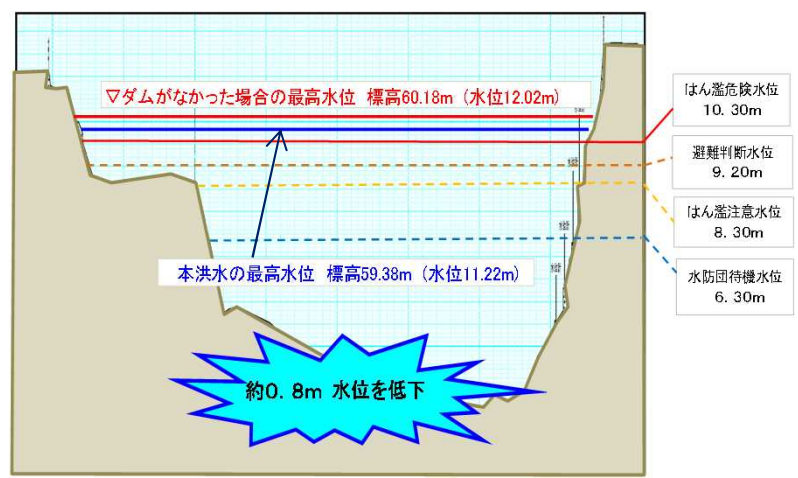 ▽ダムがなかった場合の最高水位 標高60.18m (水位12.02m)
はん濫危険水位
10.30m
避難判断水位
9.20m
はん濫注意水位
8.30m
本洪水の最高水位 標高59.38m (水位11.22m)
水防団待機水位
6.30m
約0.8m 水位を低下